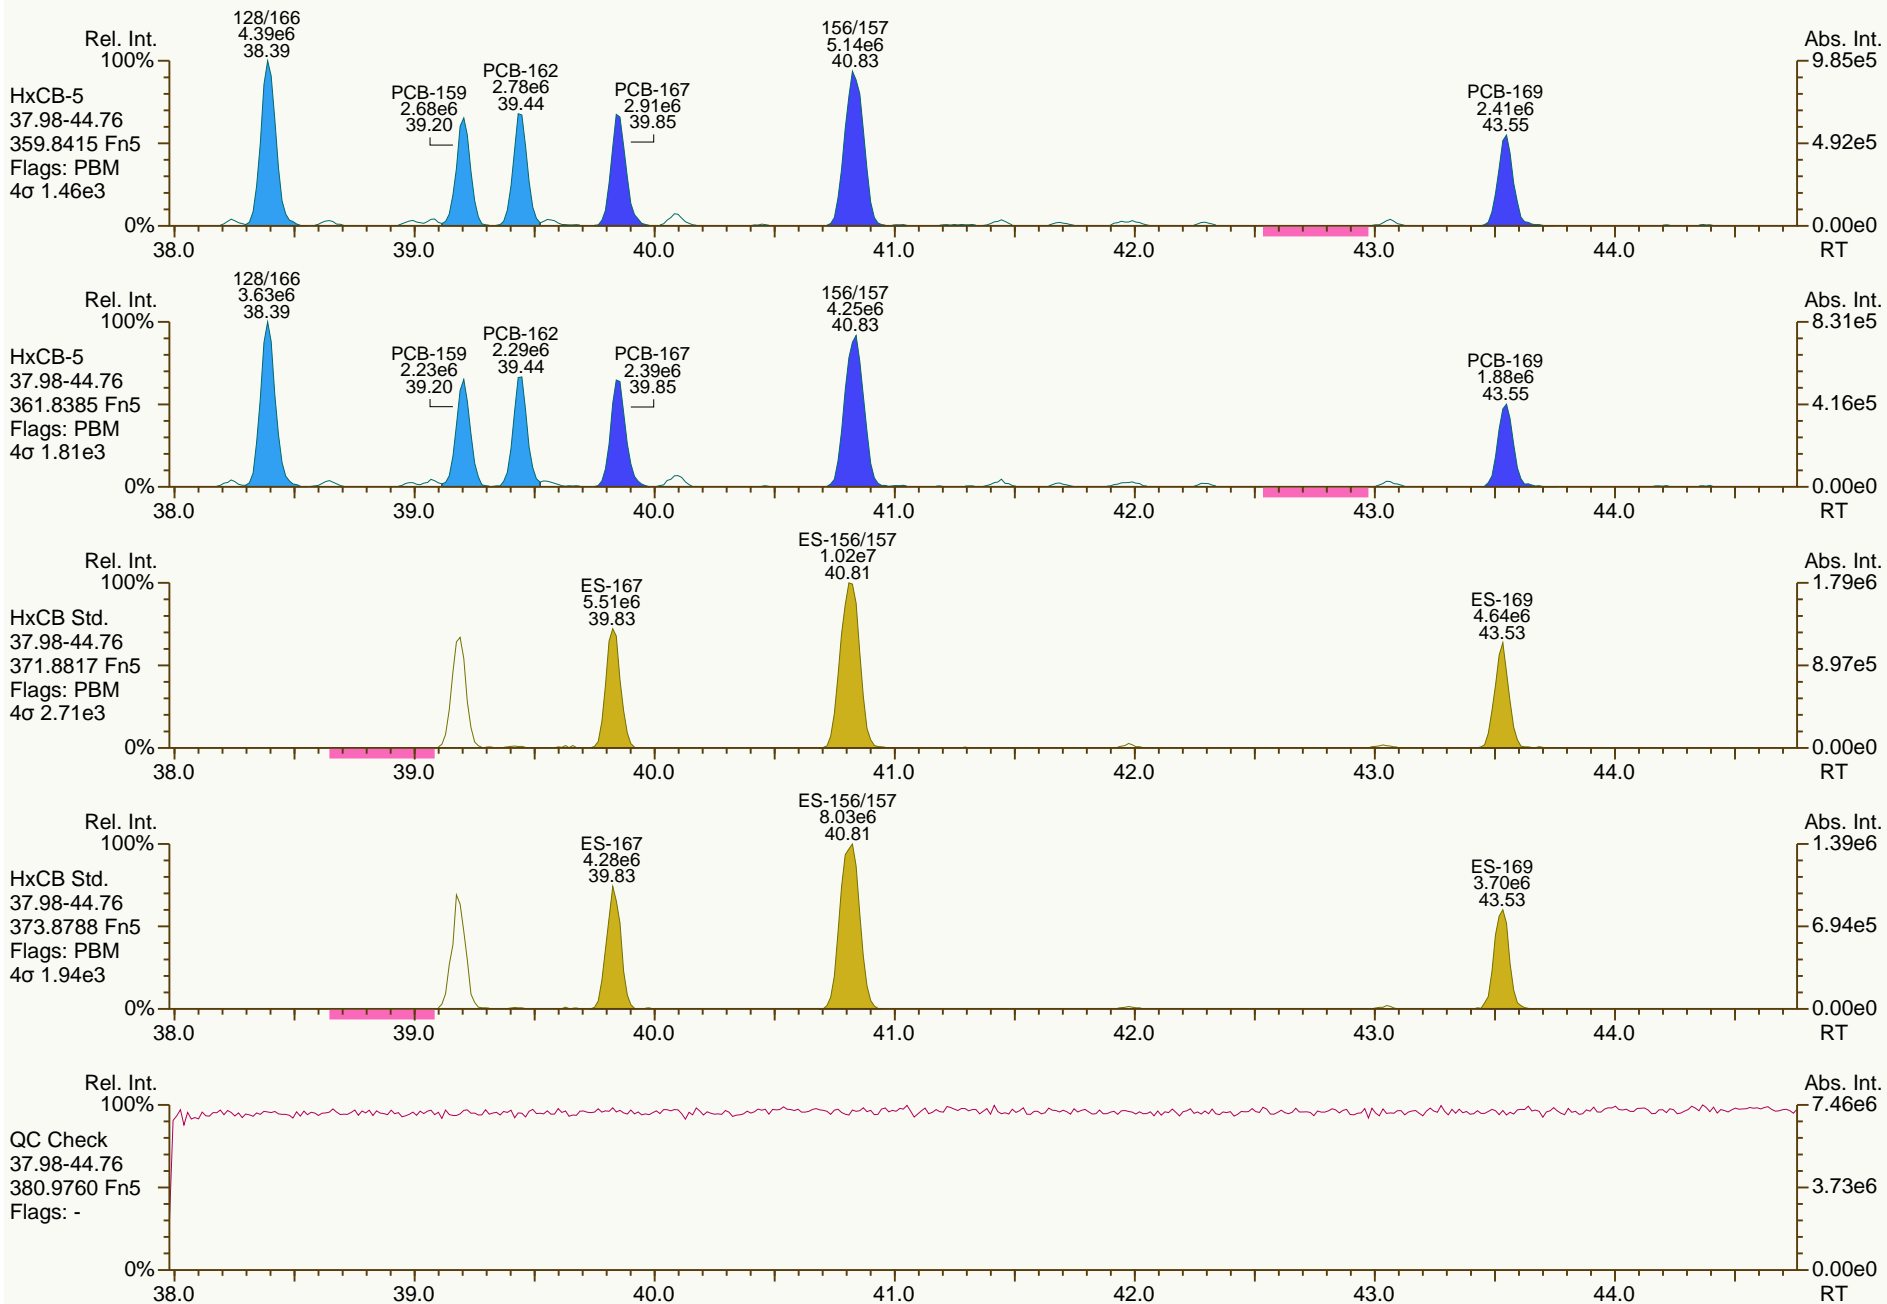 128/166
4.39e6
38.39
Rel. Int.
100%
0%
HxCB-5
37.98-44.76
359.8415 Fn5
Flags: PBM
4σ 1.46e3
PCB-159
2.68e6
39.20
PCB-162
2.78e6
39.44
PCB-167
2.91e6
39.85
156/157
5.14e6
40.83
PCB-169
2.41e6
43.55
Abs. Int.
9.85e5
4.92e5
0.00e0
38.0 39.0 40.0 41.0 42.0 43.0 44.0 RT
128/166
3.63e6
38.39
Rel. Int.
100%
0%
HxCB-5
37.98-44.76
361.8385 Fn5
Flags: PBM
4σ 1.81e3
PCB-159
2.23e6
39.20
PCB-162
2.29e6
39.44
PCB-167
2.39e6
39.85
156/157
4.25e6
40.83
PCB-169
1.88e6
43.55
Abs. Int.
8.31e5
4.16e5
0.00e0
38.0 39.0 40.0 41.0 42.0 43.0 44.0 RT
Rel. Int.
100%
0%
HxCB Std.
37.98-44.76
371.8817 Fn5
Flags: PBM
4σ 2.71e3
ES-167
5.51e6
39.83
ES-156/157
1.02e7
40.81
ES-169
4.64e6
43.53
Abs. Int.
1.79e6
8.97e5
0.00e0
38.0 39.0 40.0 41.0 42.0 43.0 44.0 RT
Rel. Int.
100%
0%
HxCB Std.
37.98-44.76
373.8788 Fn5
Flags: PBM
4σ 1.94e3
ES-167
4.28e6
39.83
ES-156/157
8.03e6
40.81
ES-169
3.70e6
43.53
Abs. Int.
1.39e6
6.94e5
0.00e0
38.0 39.0 40.0 41.0 42.0 43.0 44.0 RT
Rel. Int.
100%
0%
QC Check
37.98-44.76
380.9760 Fn5
Flags: -
Abs. Int.
7.46e6
3.73e6
0.00e0
38.0 39.0 40.0 41.0 42.0 43.0 44.0 RT